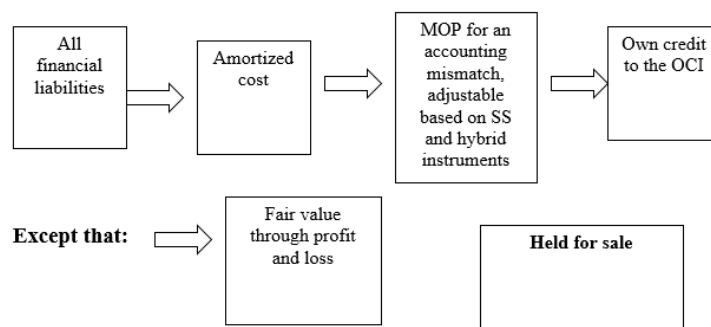 All
financial
liabilities
Amortized
cost
MOP for an
accounting
mismatch,
adjustable
based on SS
and hybrid
instruments
Own credit
to the OCI
Except that:
Fair value
through profit
and loss
Held for sale